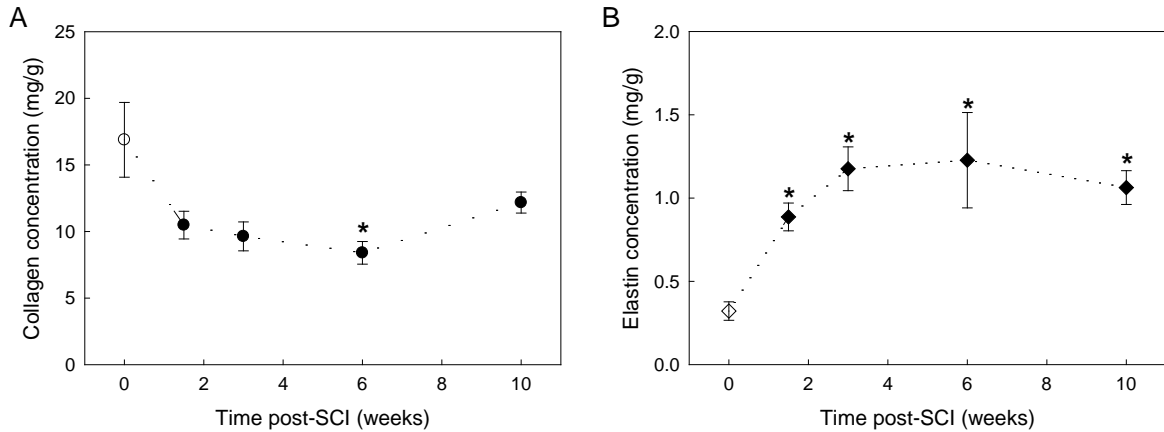 A
Collagen concentration (mg/g)
25
20
15
10
5
0
*
0 2 4 6 8 10
Time post-SCI (weeks)
B
Elastin concentration (mg/g)
2.0
1.5
1.0
0.5
0.0
* * * *
0 2 4 6 8 10
Time post-SCI (weeks)